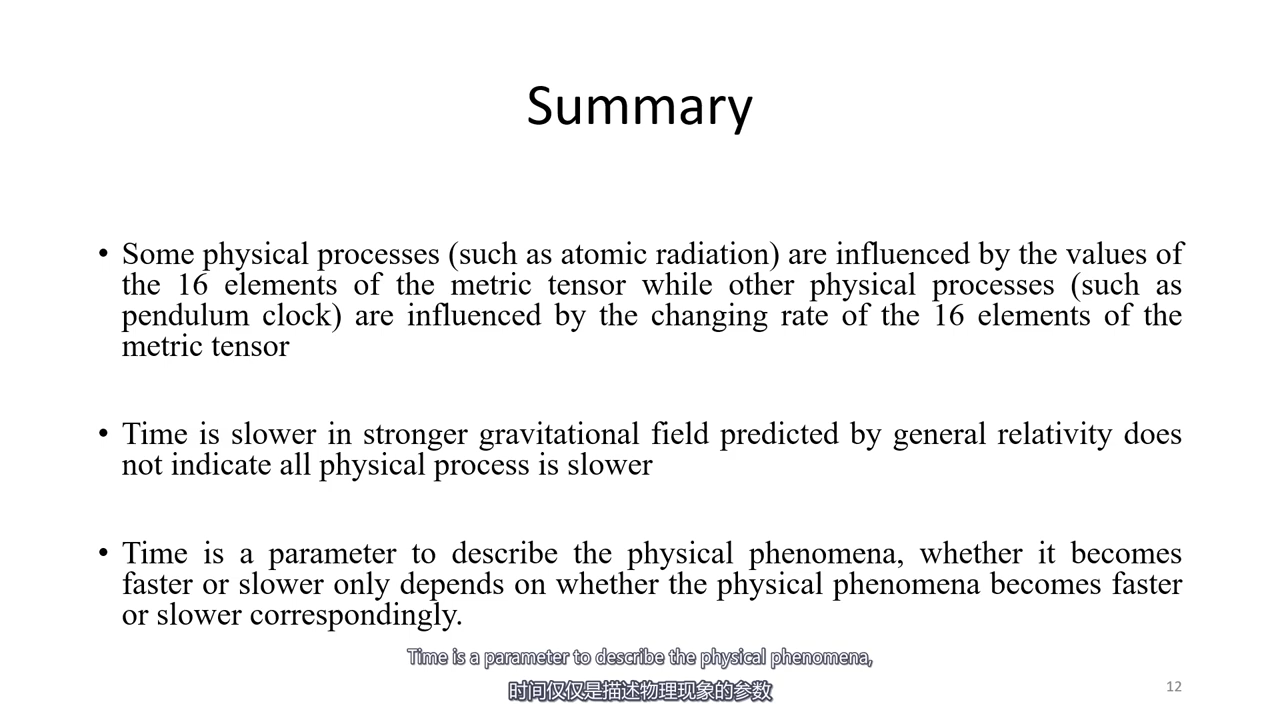 Summary
• Some physical processes (such as atomic radiation) are influenced by the values of
the 16 elements of the metric tensor while other physical processes (such as
pendulum clock) are influenced by the changing rate of the 16 elements of the
metric tensor
• Time is slower in stronger gravitational field predicted by general relativity does
not indicate all physical process is slower
• Time is a parameter to describe the physical phenomena, whether it becomes
faster or slower only depends on whether the physical phenomena becomes faster
or slower correspondingly.
Time is a parameter to describe the physical phenomena,
时间仅仅是描述物理现象的参数
12